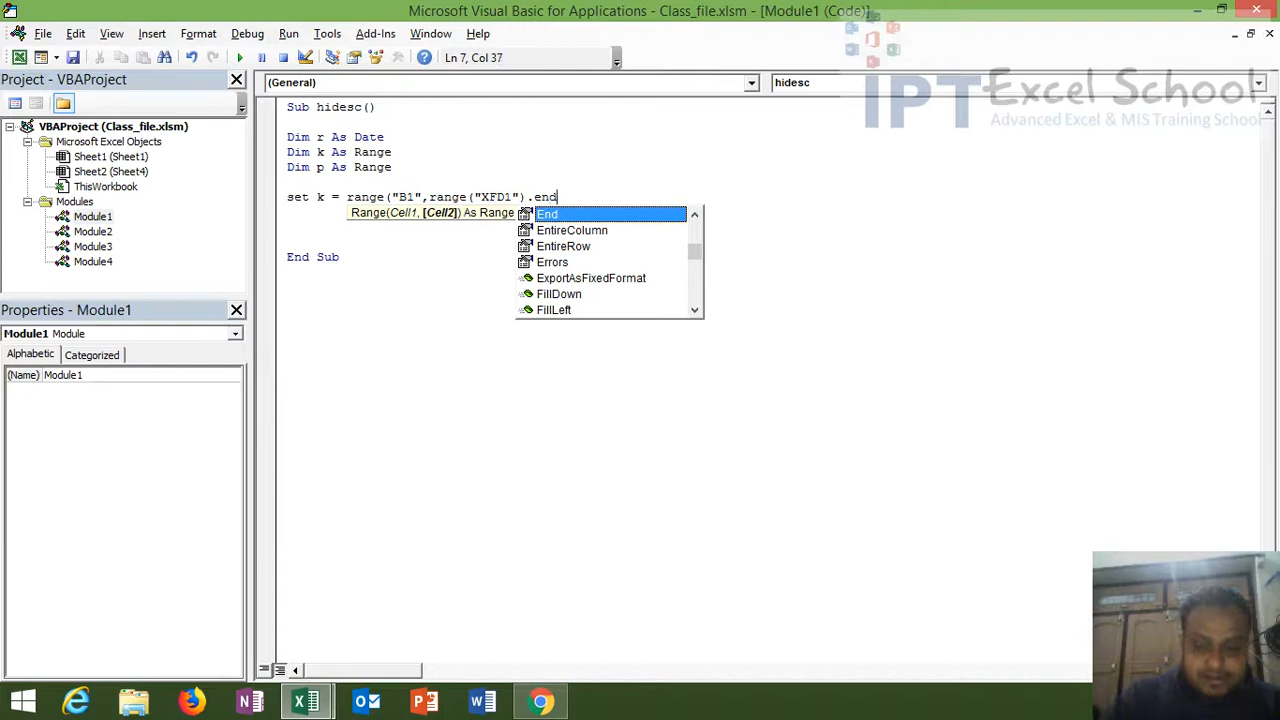 Microsoft Visual Basic for Applications - Class_file.xlsm - [Module1 (Code)]
File Edit View Insert Format Debug Run Tools Add-Ins Window Help
Ln 7, Col 37
IPT Excel School
Advanced Excel & MIS Training School
Project - VBAProject
(General)
hidesc
VBAProject (Class_file.xlsm)
Microsoft Excel Objects
Sheet1 (Sheet1)
Sheet2 (Sheet4)
ThisWorkbook
Modules
Module1
Module2
Module3
Module4
Sub hidesc()
Dim r As Date
Dim k As Range
Dim p As Range
set k = range("B1",range("XFD1").end
Range(Cell1, [Cell2]) As Range
End
EntireColumn
EntireRow
Errors
ExportAsFixedFormat
FillDown
FillLeft
End Sub
Properties - Module1
Module1 Module
Alphabetic Categorized
(Name) Module1